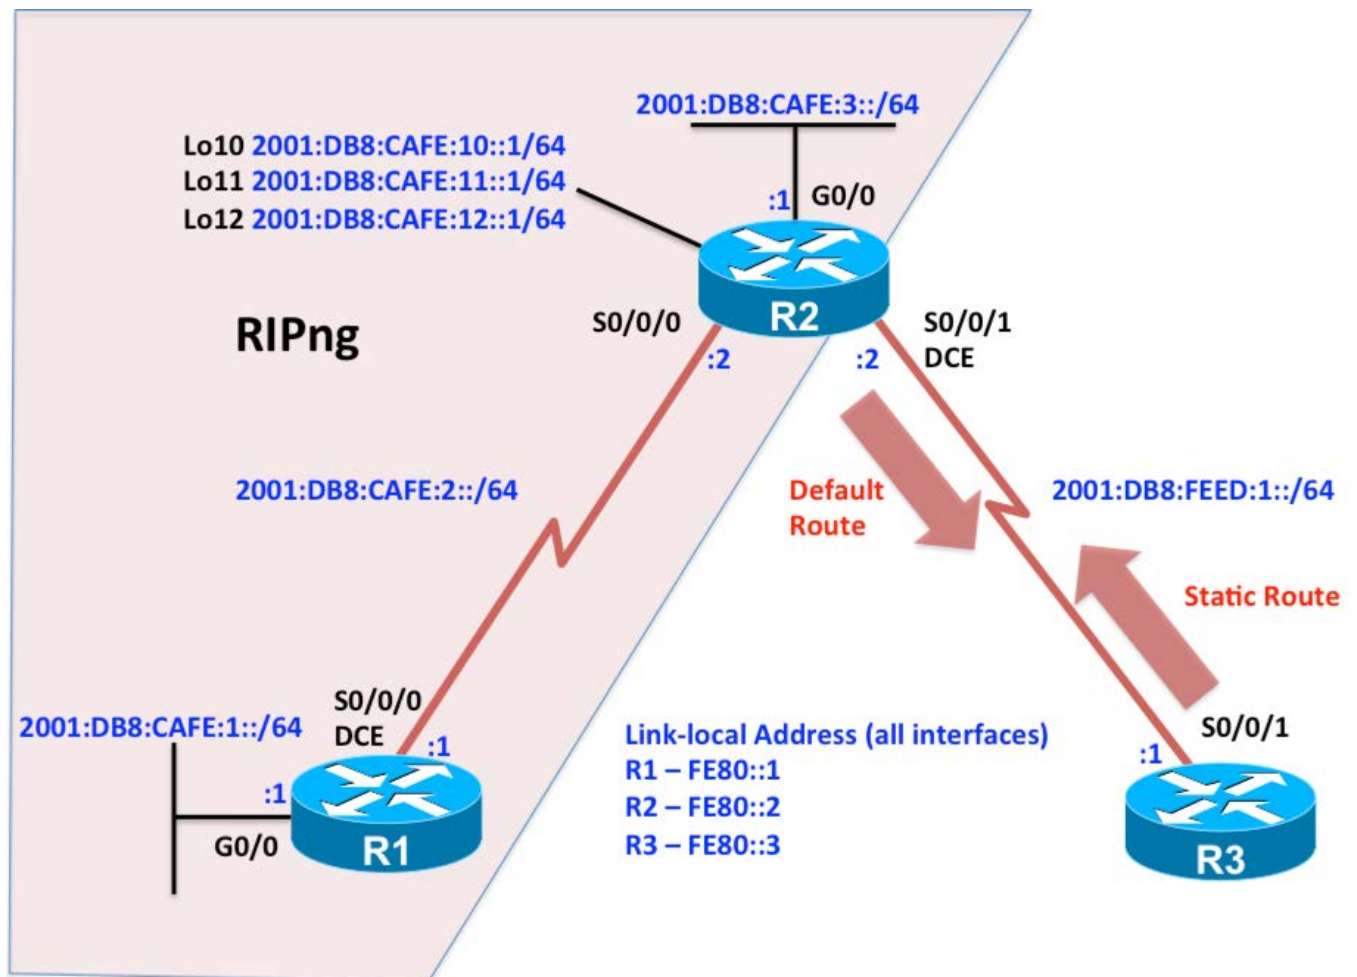 2001:DB8:CAFE:3::/64
Lo10 2001:DB8:CAFE:10::1/64
Lo11 2001:DB8:CAFE:11::1/64
Lo12 2001:DB8:CAFE:12::1/64
:1 G0/0
R2
RIPng
S0/0/0
:2
S0/0/1
DCE
:2
2001:DB8:CAFE:2::/64
Default
Route
2001:DB8:FEED:1::/64
Static Route
S0/0/0
DCE
:1
2001:DB8:CAFE:1::/64
:1
G0/0
R1
Link-local Address (all interfaces)
R1 – FE80::1
R2 – FE80::2
R3 – FE80::3
S0/0/1
:1
R3